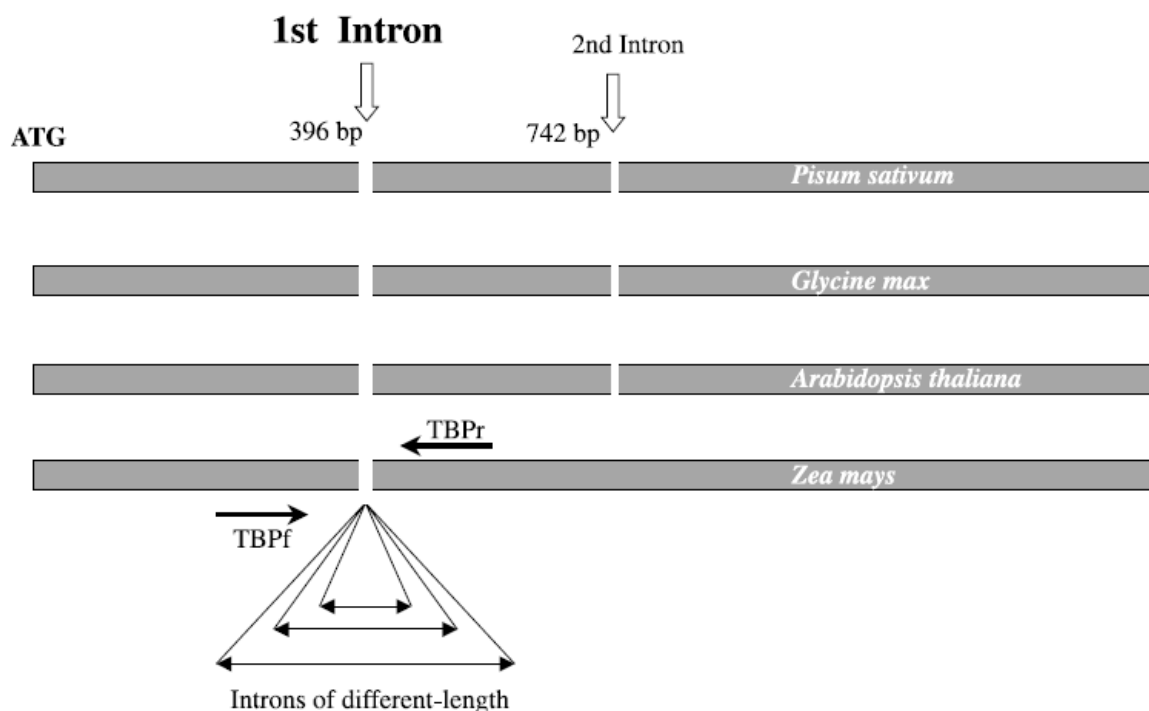 1st Intron
2nd Intron
396 bp
742 bp
ATG
Pisum sativum
Glycine max
Arabidopsis thaliana
TBPr
Zea mays
TBPf
Introns of different-length